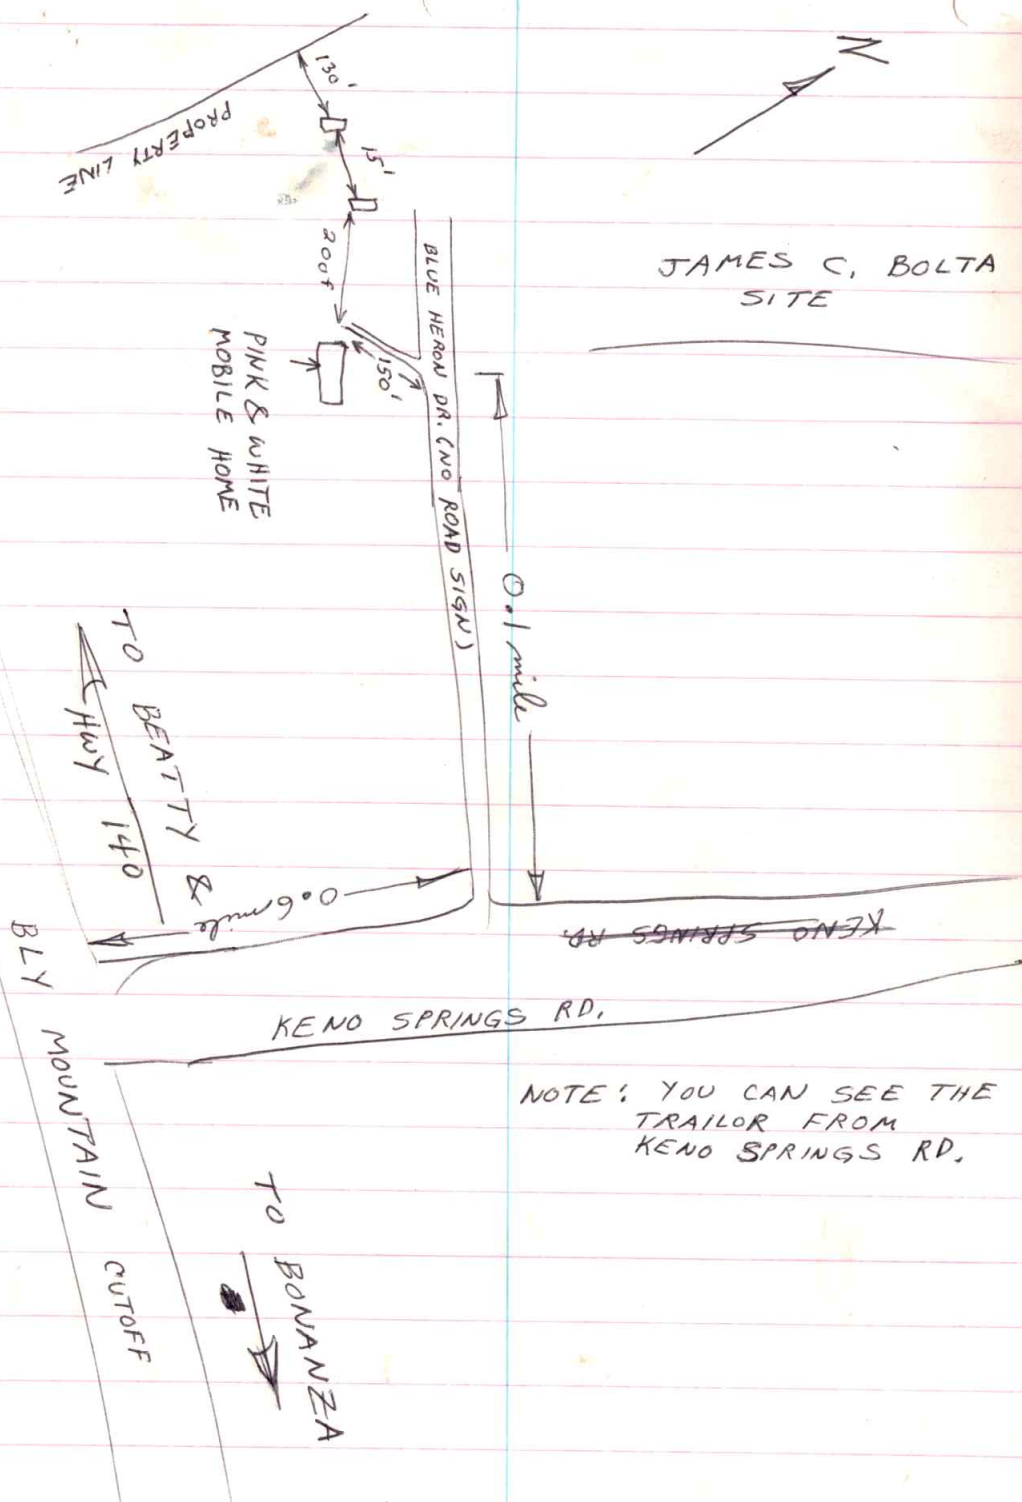 N
JAMES C. BOLTA
SITE
130'
15'
PROPERTY LINE
BLUE HERON DR. (NO ROAD SIGN)
150'
PINK & WHITE
MOBILE HOME
0.1 mile
TO BEATTY &
HWY 140
0.6 mile
KENO SPRINGS RD.
KENO SPRINGS RD.
NOTE: YOU CAN SEE THE
TRAILOR FROM
KENO SPRINGS RD.
BLY MOUNTAIN CUTOFF
TO BONANZA